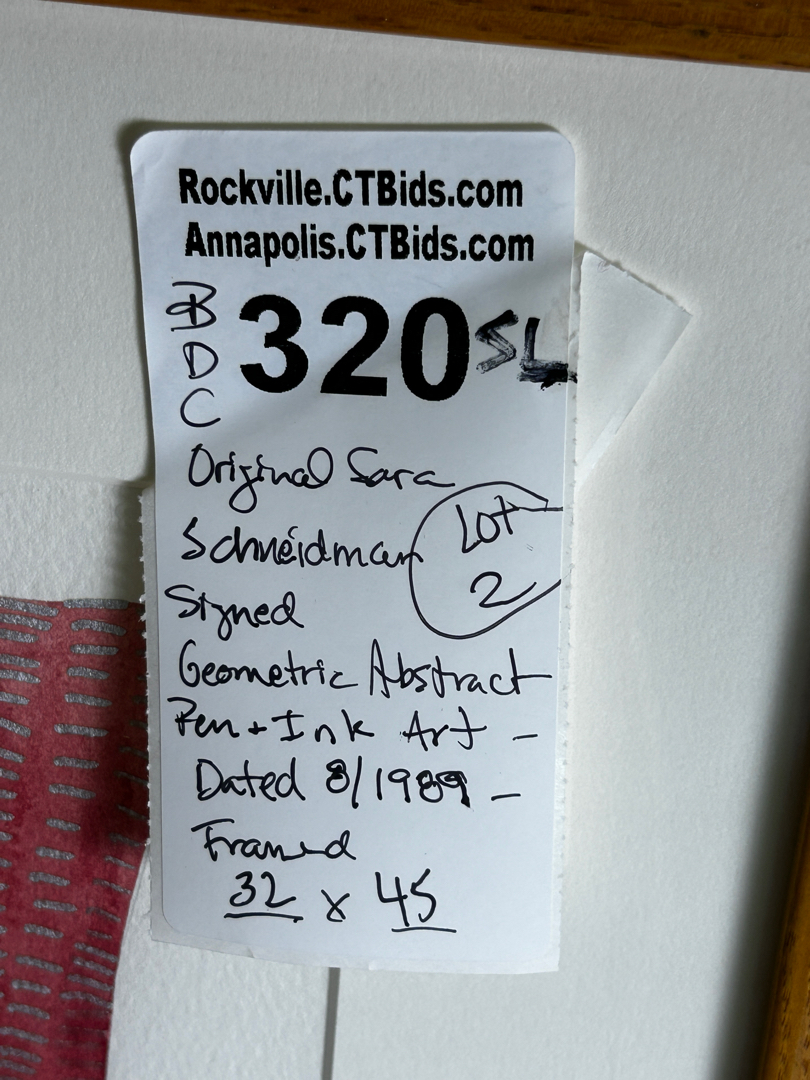 Rockville.CTBids.com
Annapolis.CTBids.com
B
D
C
320 SL
Original Sara
Schneidman
Lot
2
Signed
Geometric Abstract
Pen + Ink Art -
Dated 8/1989 -
Framed
32 x 45